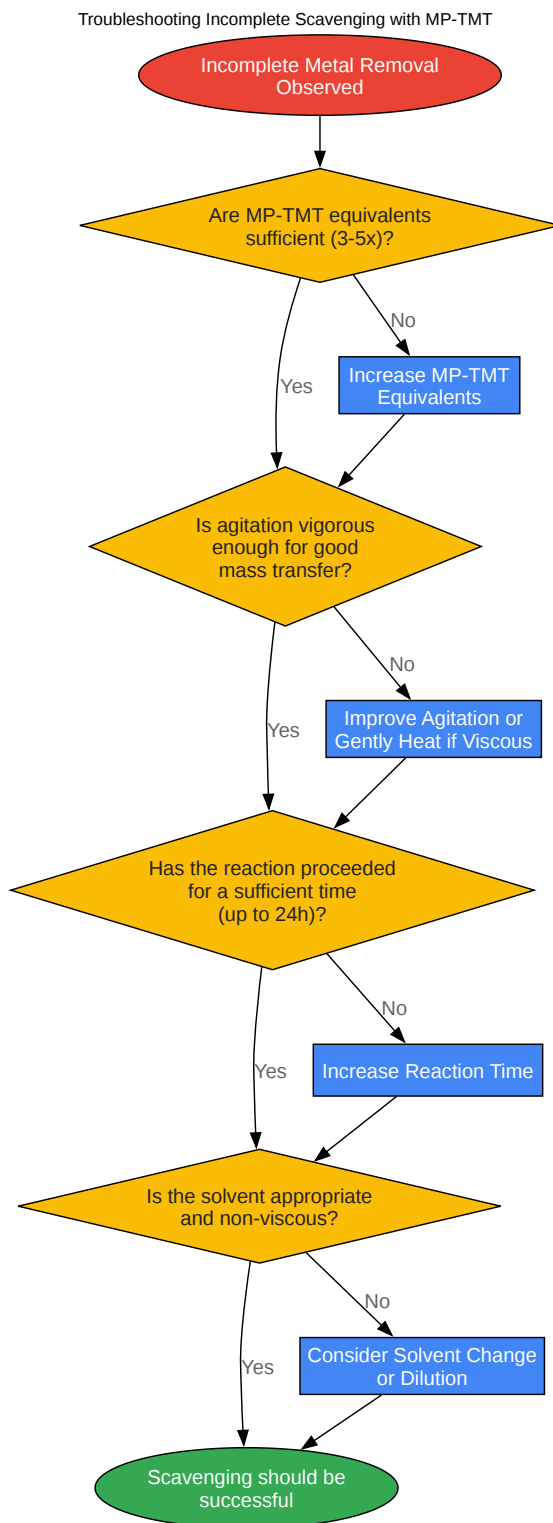 Troubleshooting Incomplete Scavenging with MP-TMT
Incomplete Metal Removal
Observed
Are MP-TMT equivalents
sufficient (3-5x)?
No
Yes
Increase MP-TMT
Equivalents
Is agitation vigorous
enough for good
mass transfer?
No
Yes
Improve Agitation or
Gently Heat if Viscous
Has the reaction proceeded
for a sufficient time
(up to 24h)?
No
Yes
Increase Reaction Time
Is the solvent appropriate
and non-viscous?
No
Yes
Consider Solvent Change
or Dilution
Scavenging should be
successful